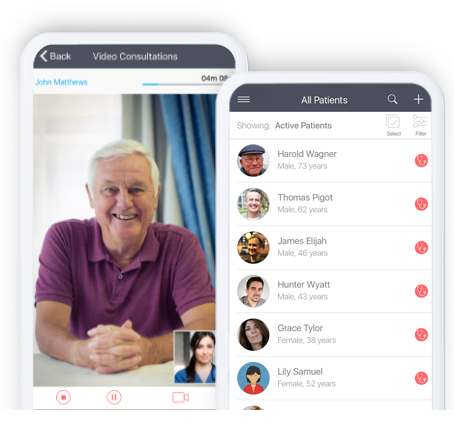 Back Video Consultations
John Matthews 04m 08s
All Patients
Showing: Active Patients
Select Filter
Harold Wagner
Male, 73 years
Thomas Pigot
Male, 62 years
James Elijah
Male, 46 years
Hunter Wyatt
Male, 43 years
Grace Tylor
Female, 38 years
Lily Samuel
Female, 52 years